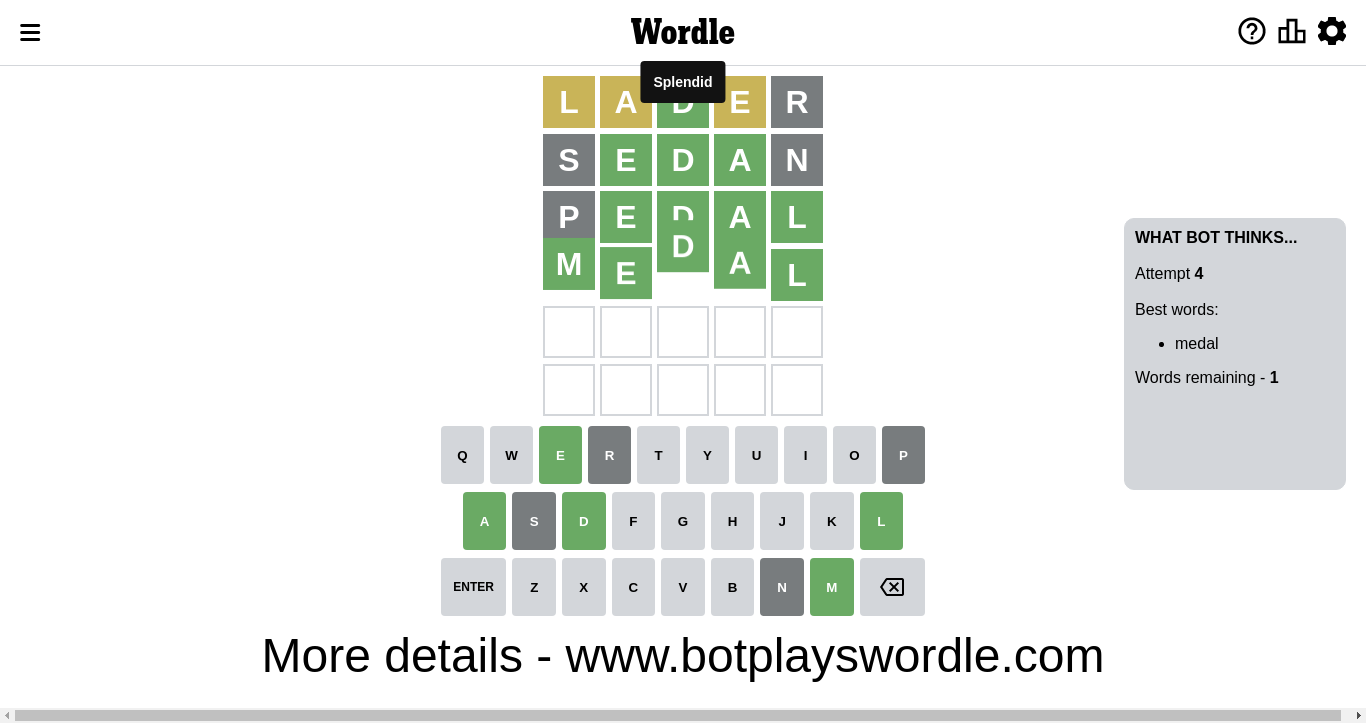 Wordle
Splendid
L A D E R
S E D A N
P E D A L
M E D A L
WHAT BOT THINKS...
Attempt 4
Best words:
• medal
Words remaining - 1
Q W E R T Y U I O P
A S D F G H J K L
ENTER Z X C V B N M
More details - www.botplayswordle.com